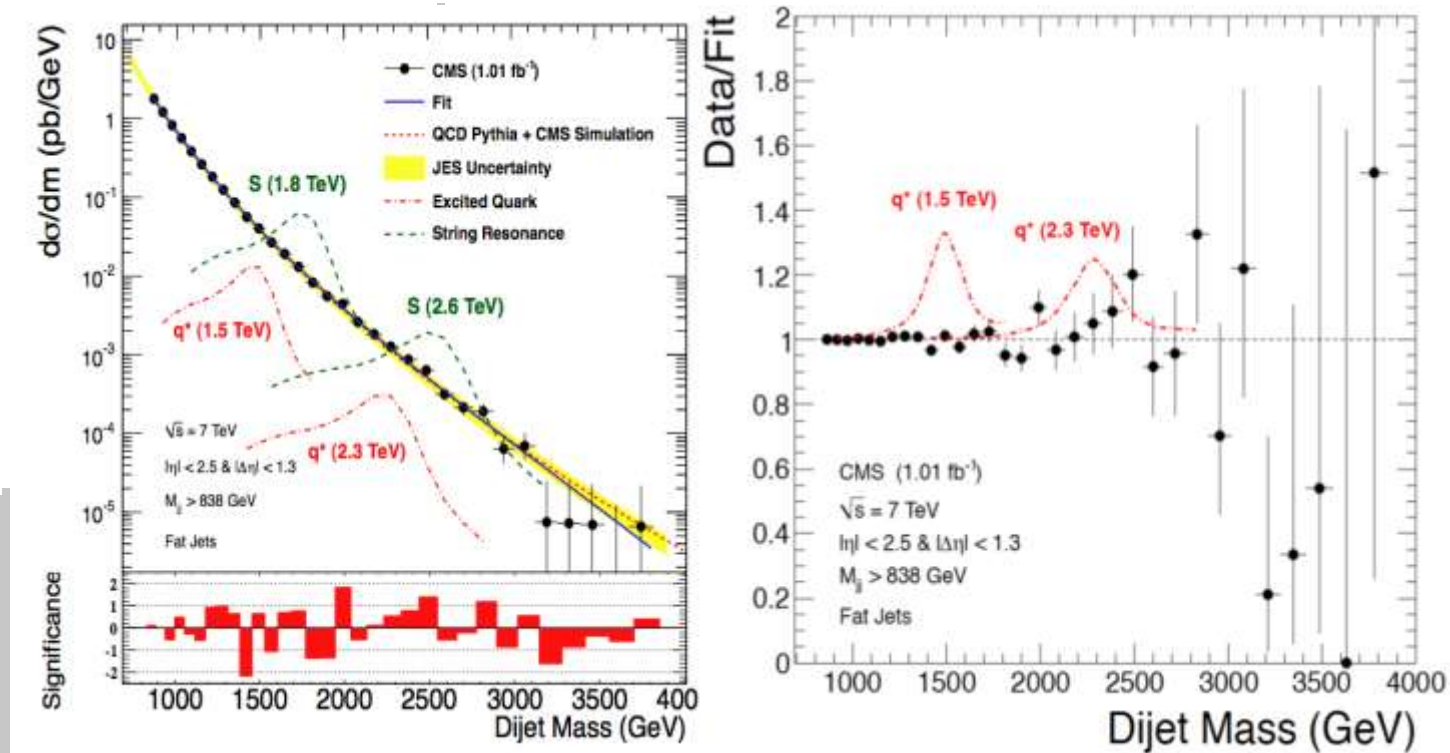 dσ/dm (pb/GeV)
10
1
10⁻¹
10⁻²
10⁻³
10⁻⁴
10⁻⁵
CMS (1.01 fb⁻¹)
Fit
QCD Pythia + CMS Simulation
JES Uncertainty
Excited Quark
String Resonance
S (1.8 TeV)
q* (1.5 TeV)
S (2.6 TeV)
q* (2.3 TeV)
√s = 7 TeV
|η| < 2.5 & |Δη| < 1.3
Mjj > 838 GeV
Fat Jets
Significance
2
1
0
-1
-2
1000 1500 2000 2500 3000 3500 400
Dijet Mass (GeV)
Data/Fit
2
1.8
1.6
1.4
1.2
1
0.8
0.6
0.4
0.2
0
q* (1.5 TeV)
q* (2.3 TeV)
CMS (1.01 fb⁻¹)
√s = 7 TeV
|η| < 2.5 & |Δη| < 1.3
Mjj > 838 GeV
Fat Jets
1000 1500 2000 2500 3000 3500 4000
Dijet Mass (GeV)